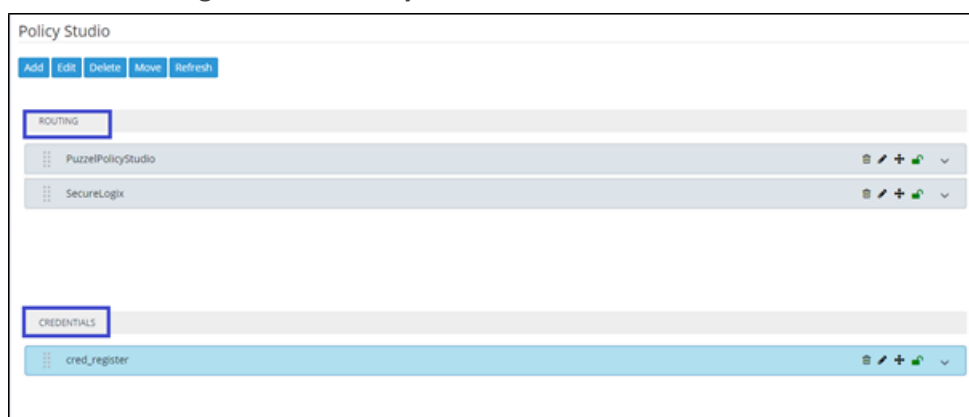 Policy Studio
Add Edit Delete Move Refresh
ROUTING
PuzzelPolicyStudio
SecureLogix
CREDENTIALS
cred_register